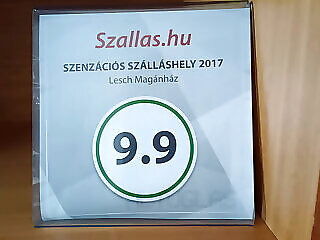 Szallas.hu
SZENZÁCIÓS SZÁLLÁSHELY 2017
Lesch Magánház
9.9